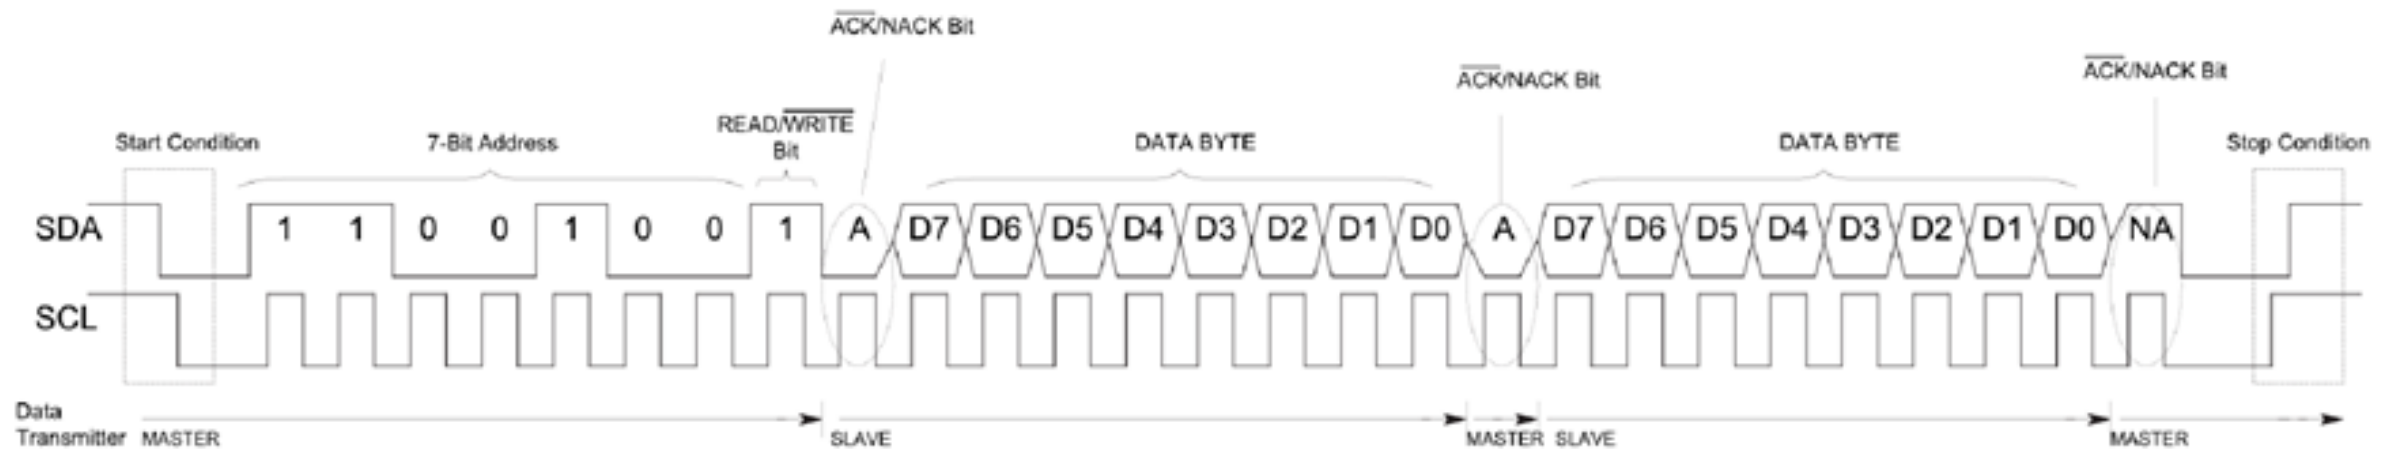 ACK/NACK Bit
ACK/NACK Bit
ACK/NACK Bit
Start Condition
7-Bit Address
READ/WRITE
Bit
DATA BYTE
DATA BYTE
Stop Condition
SDA 1 1 0 0 1 0 0 1 A D7 D6 D5 D4 D3 D2 D1 D0 A D7 D6 D5 D4 D3 D2 D1 D0 NA
SCL
Data
Transmitter MASTER SLAVE MASTER SLAVE MASTER